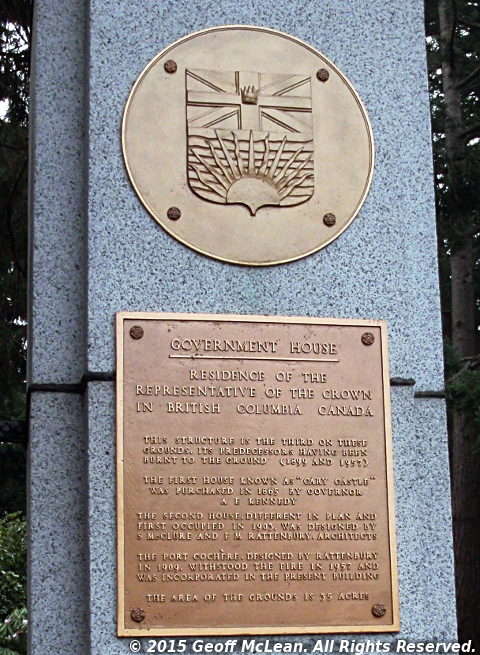 GOVERNMENT HOUSE
RESIDENCE OF THE
REPRESENTATIVE OF THE CROWN
IN BRITISH COLUMBIA CANADA
THIS STRUCTURE IS THE THIRD ON THESE
GROUNDS, ITS PREDECESSORS HAVING BEEN
BURNT TO THE GROUND (1899 AND 1957)
THE FIRST HOUSE KNOWN AS "CARY CASTLE"
WAS PURCHASED IN 1865 BY GOVERNOR
A E KENNEDY
THE SECOND HOUSE, DIFFERENT IN PLAN AND
FIRST OCCUPIED IN 1903, WAS DESIGNED BY
S McCLURE AND F M RATTENBURY, ARCHITECTS
THE PORT COCHERE, DESIGNED BY RATTENBURY
IN 1909, WITHSTOOD THE FIRE IN 1957 AND
WAS INCORPORATED IN THE PRESENT BUILDING
THE AREA OF THE GROUNDS IS 35 ACRES
© 2015 Geoff McLean. All Rights Reserved.